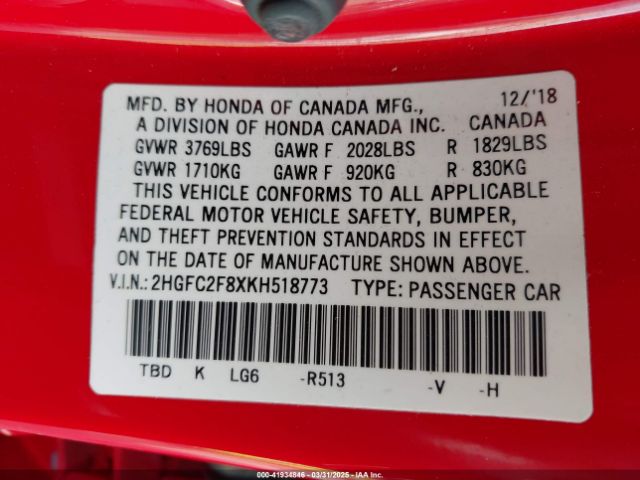 MFD. BY HONDA OF CANADA MFG., 12/'18
A DIVISION OF HONDA CANADA INC. CANADA
GVWR 3769LBS GAWR F 2028LBS R 1829LBS
GVWR 1710KG GAWR F 920KG R 830KG
THIS VEHICLE CONFORMS TO ALL APPLICABLE
FEDERAL MOTOR VEHICLE SAFETY, BUMPER,
AND THEFT PREVENTION STANDARDS IN EFFECT
ON THE DATE OF MANUFACTURE SHOWN ABOVE.
V.I.N.: 2HGFC2F8XKH518773 TYPE: PASSENGER CAR
TBD K LG6 -R513 -V -H
000-41934846 - 03/31/2025 - IAA Inc.